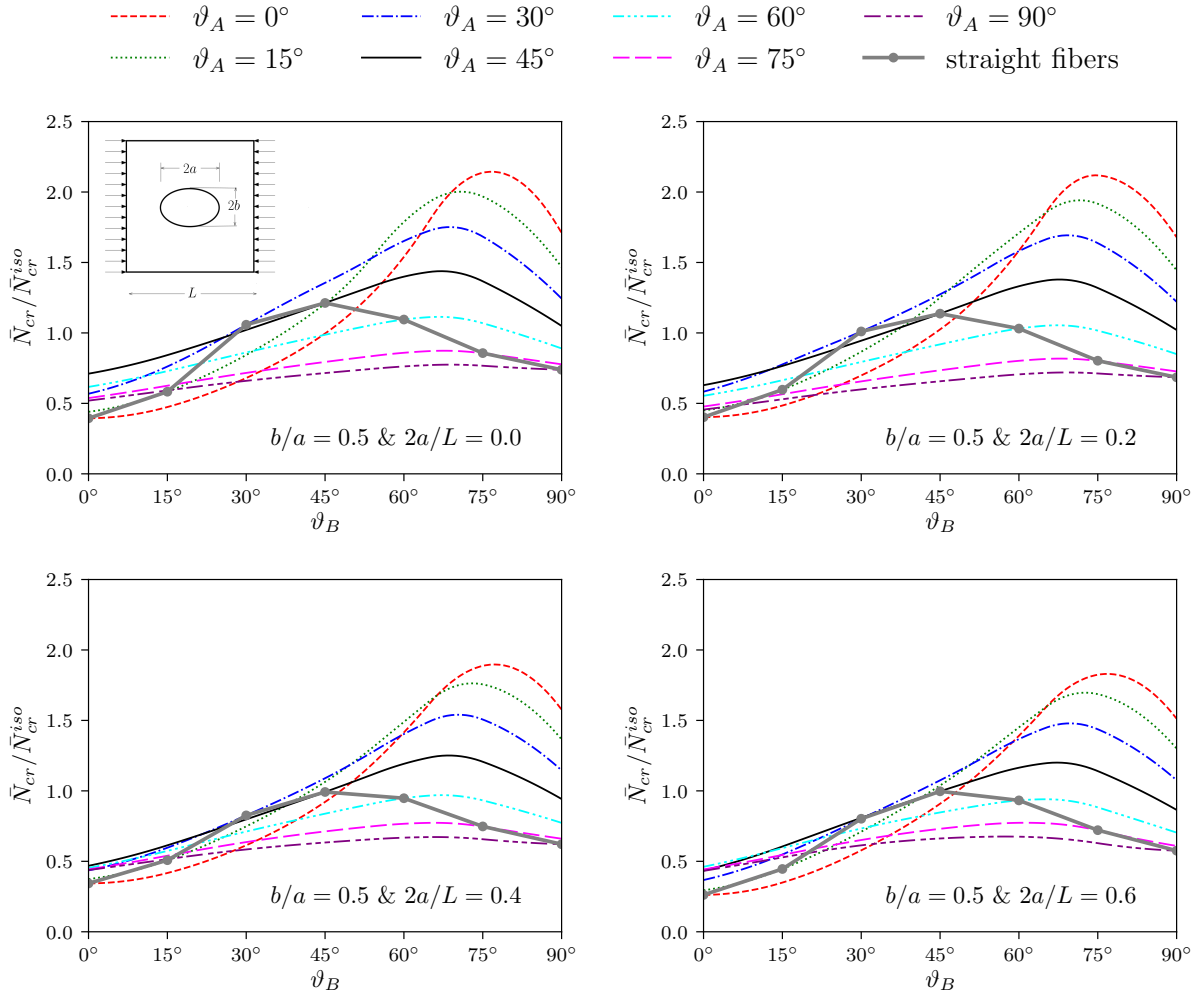 ϑ_A = 0° ϑ_A = 30° ϑ_A = 60° ϑ_A = 90°
ϑ_A = 15° ϑ_A = 45° ϑ_A = 75° straight fibers
2.5
2.0
1.5
1.0
0.5
0.0
N̄_cr/N̄_cr^iso
2a
2b
L
b/a = 0.5 & 2a/L = 0.0
0° 15° 30° 45° 60° 75° 90°
ϑ_B
2.5
2.0
1.5
1.0
0.5
0.0
N̄_cr/N̄_cr^iso
b/a = 0.5 & 2a/L = 0.2
0° 15° 30° 45° 60° 75° 90°
ϑ_B
2.5
2.0
1.5
1.0
0.5
0.0
N̄_cr/N̄_cr^iso
b/a = 0.5 & 2a/L = 0.4
0° 15° 30° 45° 60° 75° 90°
ϑ_B
2.5
2.0
1.5
1.0
0.5
0.0
N̄_cr/N̄_cr^iso
b/a = 0.5 & 2a/L = 0.6
0° 15° 30° 45° 60° 75° 90°
ϑ_B